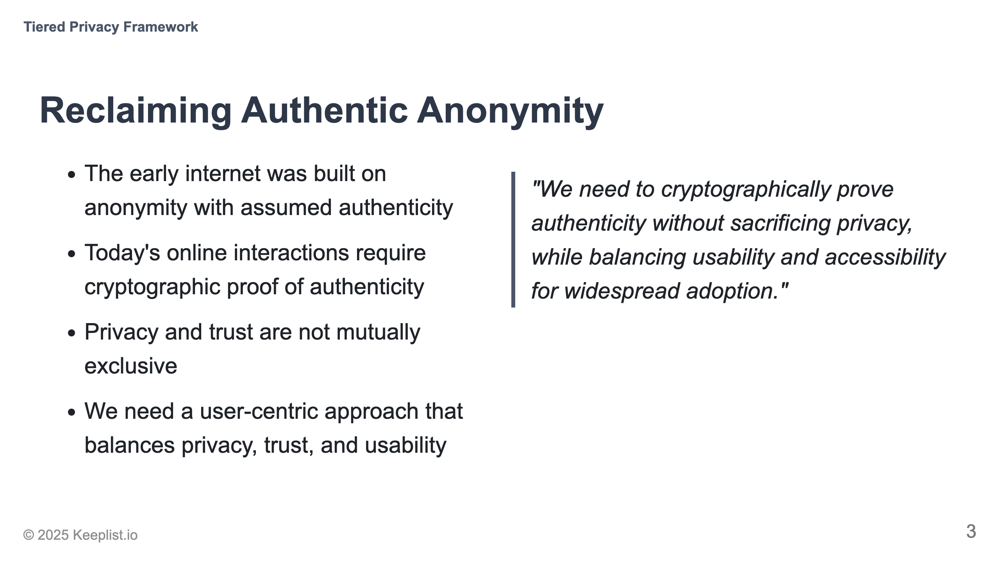 Tiered Privacy Framework
Reclaiming Authentic Anonymity
• The early internet was built on
anonymity with assumed authenticity
• Today's online interactions require
cryptographic proof of authenticity
• Privacy and trust are not mutually
exclusive
• We need a user-centric approach that
balances privacy, trust, and usability
"We need to cryptographically prove
authenticity without sacrificing privacy,
while balancing usability and accessibility
for widespread adoption."
© 2025 Keeplist.io
3